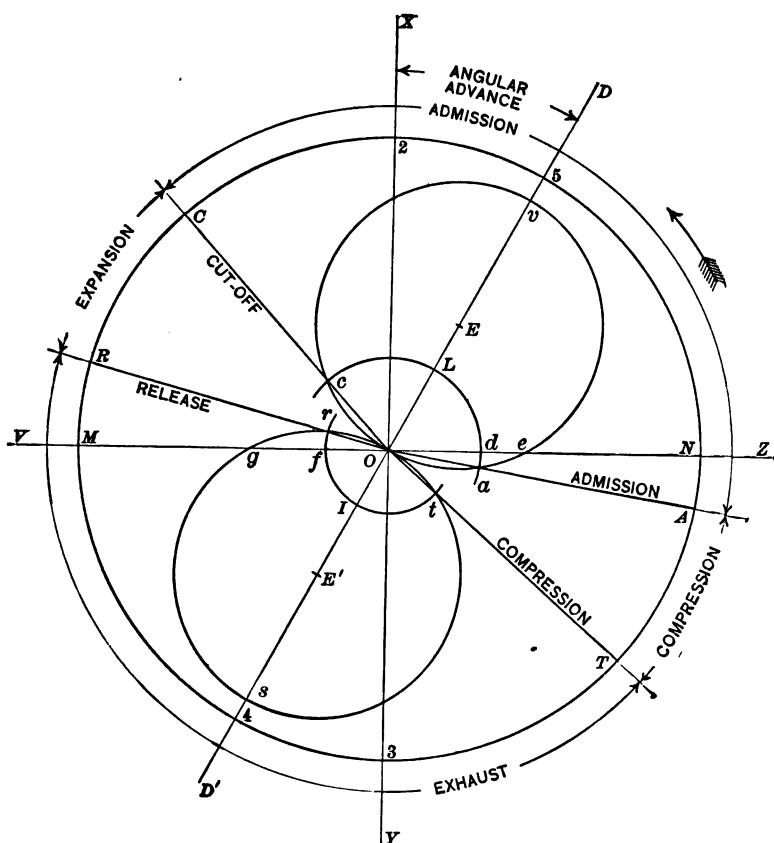 X
ANGULAR
ADVANCE
D
ADMISSION
2
5
v
C
EXPANSION
CUT-OFF
E
L
R
RELEASE
c
r
V
M
g
f
O
d
e
N
Z
a
ADMISSION
A
I
t
COMPRESSION
COMPRESSION
E'
T
s
4
3
D'
EXHAUST
Y